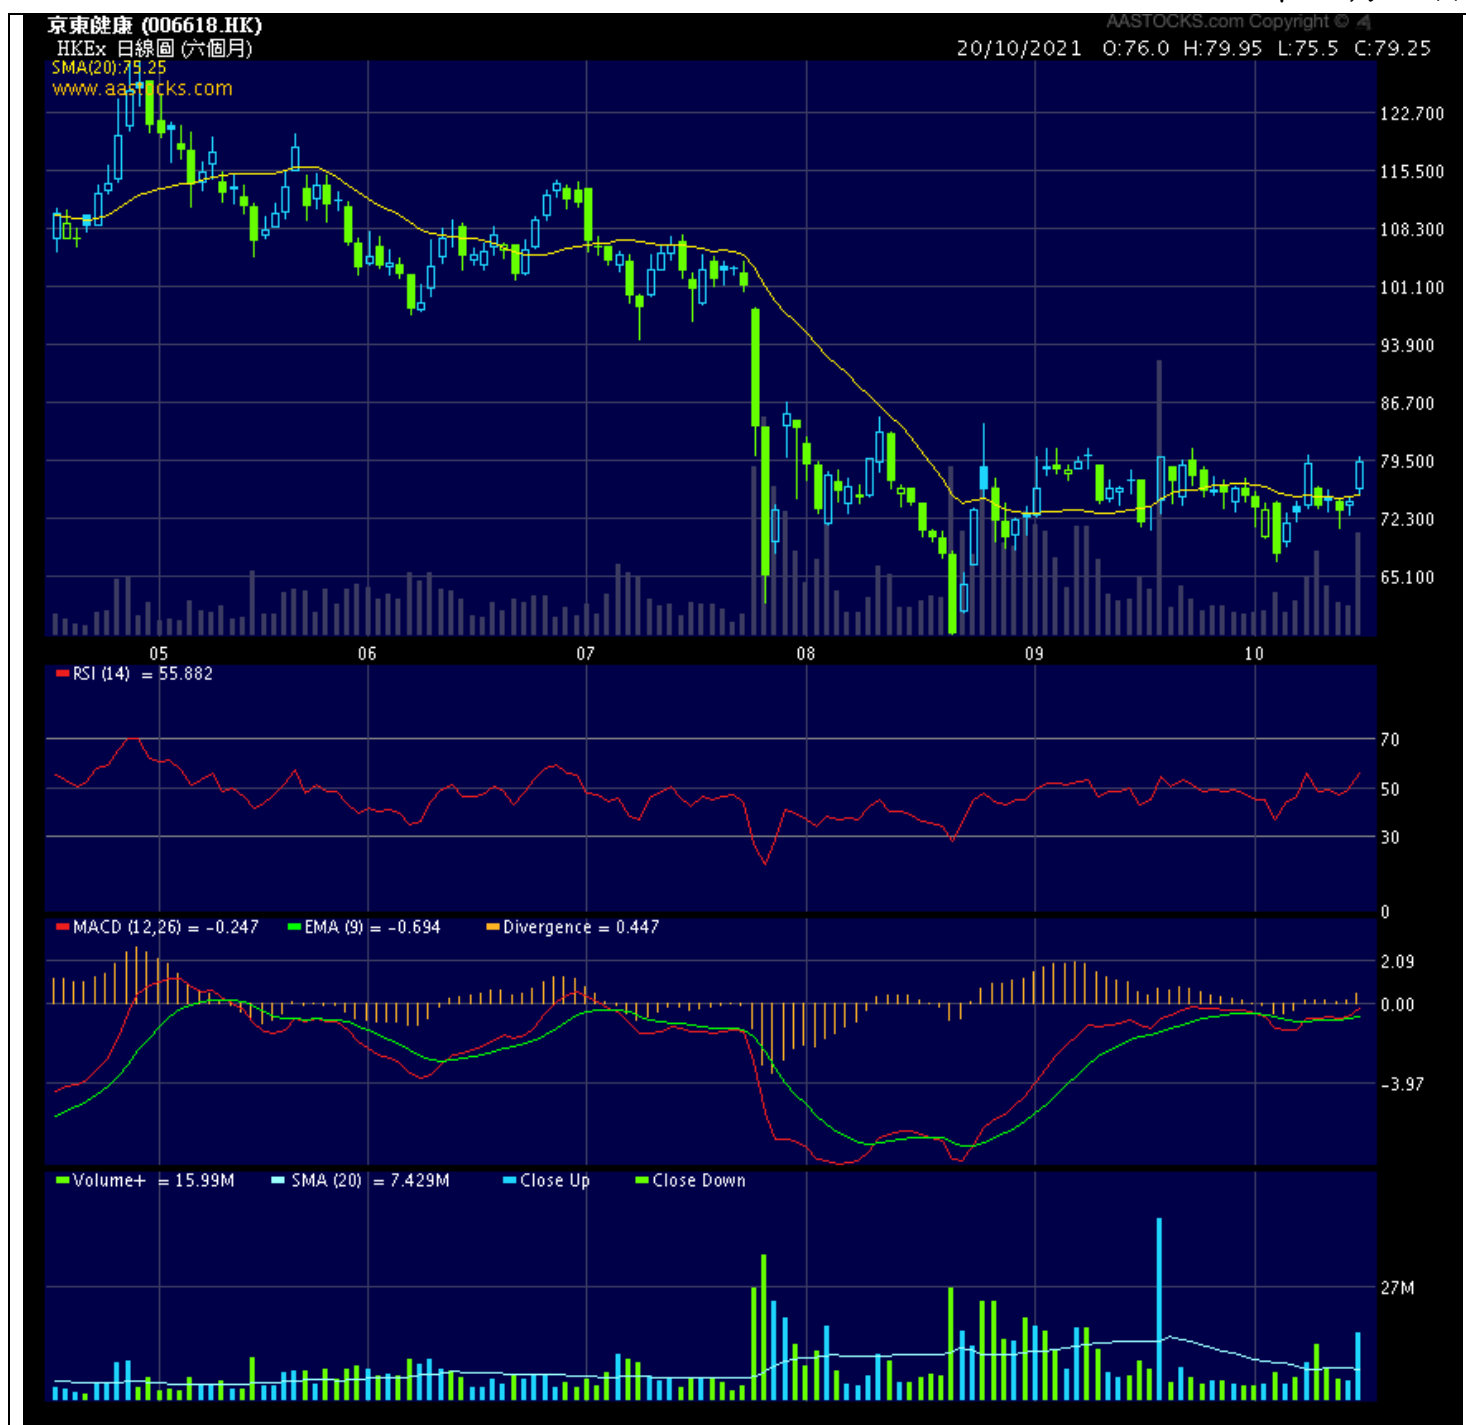 AASTOCKS.com Copyright ©
京東健康 (006618.HK)
HKEx 日線圖 (六個月)
20/10/2021 O:76.0 H:79.95 L:75.5 C:79.25
SMA(20):75.25
www.aastocks.com
122.700
115.500
108.300
101.100
93.900
86.700
79.500
72.300
65.100
05 06 07 08 09 10
RSI (14) = 55.882
70
50
30
0
MACD (12,26) = -0.247 EMA (9) = -0.694 Divergence = 0.447
2.09
0.00
-3.97
Volume+ = 15.99M SMA (20) = 7.429M Close Up Close Down
27M